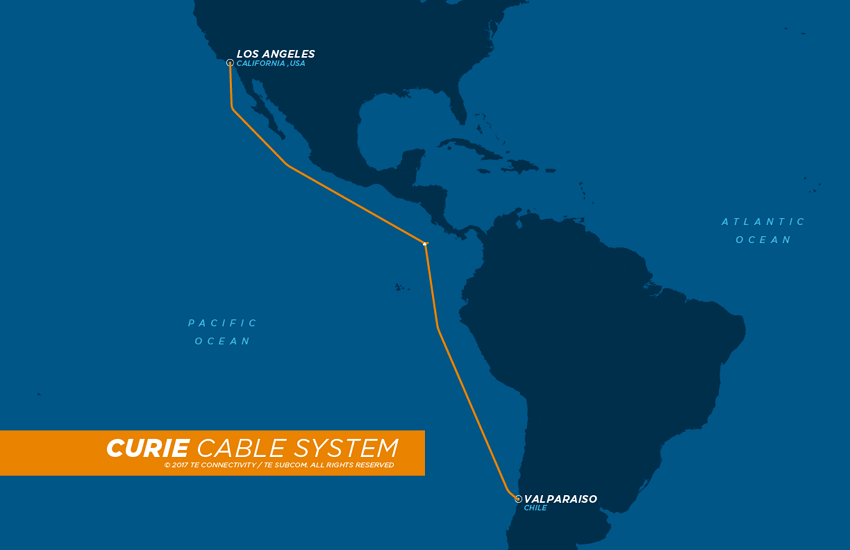 LOS ANGELES
CALIFORNIA ,USA
ATLANTIC
OCEAN
PACIFIC
OCEAN
CURIE CABLE SYSTEM
© 2017 TE CONNECTIVITY / TE SUBCOM. ALL RIGHTS RESERVED
VALPARAISO
CHILE